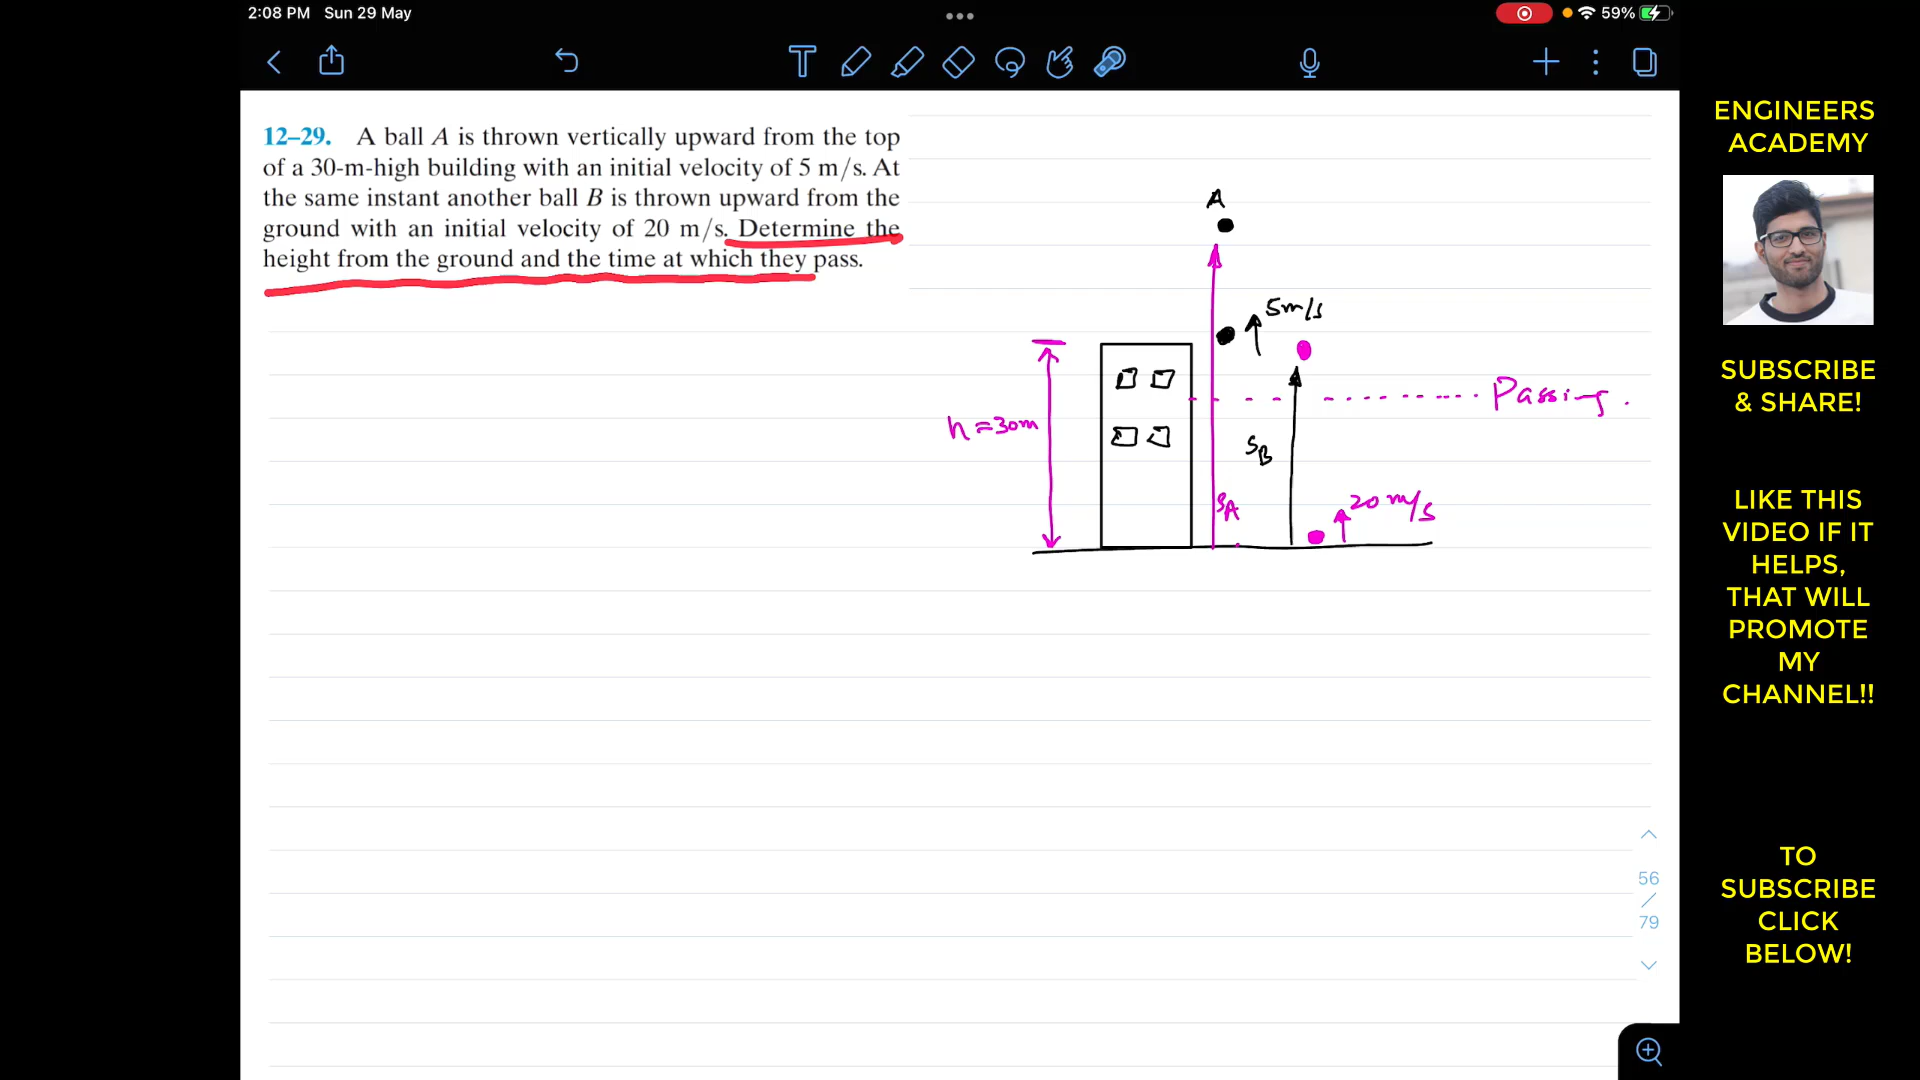 2:08 PM Sun 29 May
59%
12–29. A ball A is thrown vertically upward from the top
of a 30-m-high building with an initial velocity of 5 m/s. At
the same instant another ball B is thrown upward from the
ground with an initial velocity of 20 m/s. Determine the
height from the ground and the time at which they pass.
A
5m/s
Passing.
h=30m
SB
SA
20 m/s
56
/
79
ENGINEERS
ACADEMY
SUBSCRIBE
& SHARE!
LIKE THIS
VIDEO IF IT
HELPS,
THAT WILL
PROMOTE
MY
CHANNEL!!
TO
SUBSCRIBE
CLICK
BELOW!